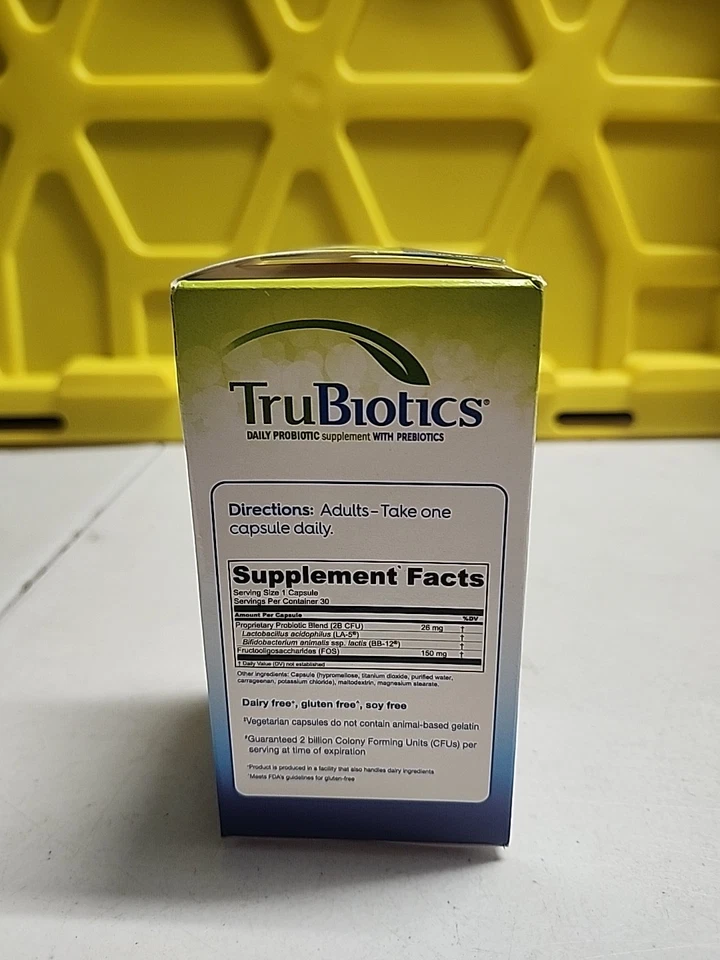 TruBiotics®
DAILY PROBIOTIC supplement WITH PREBIOTICS
Directions: Adults–Take one
capsule daily.
Supplement Facts
Serving Size 1 Capsule
Servings Per Container 30
Amount Per Capsule %DV
Proprietary Probiotic Blend (2B CFU) 26 mg †
Lactobacillus acidophilus (LA-5®) †
Bifidobacterium animalis ssp. lactis (BB-12®) †
Fructooligosaccharides (FOS) 150 mg †
† Daily Value (DV) not established
Other ingredients: Capsule (hypromellose, titanium dioxide, purified water,
carrageenan, potassium chloride), maltodextrin, magnesium stearate.
Dairy free⁺, gluten free^, soy free
‡Vegetarian capsules do not contain animal-based gelatin
#Guaranteed 2 billion Colony Forming Units (CFUs) per
serving at time of expiration
⁺Product is produced in a facility that also handles dairy ingredients
^Meets FDA's guidelines for gluten-free